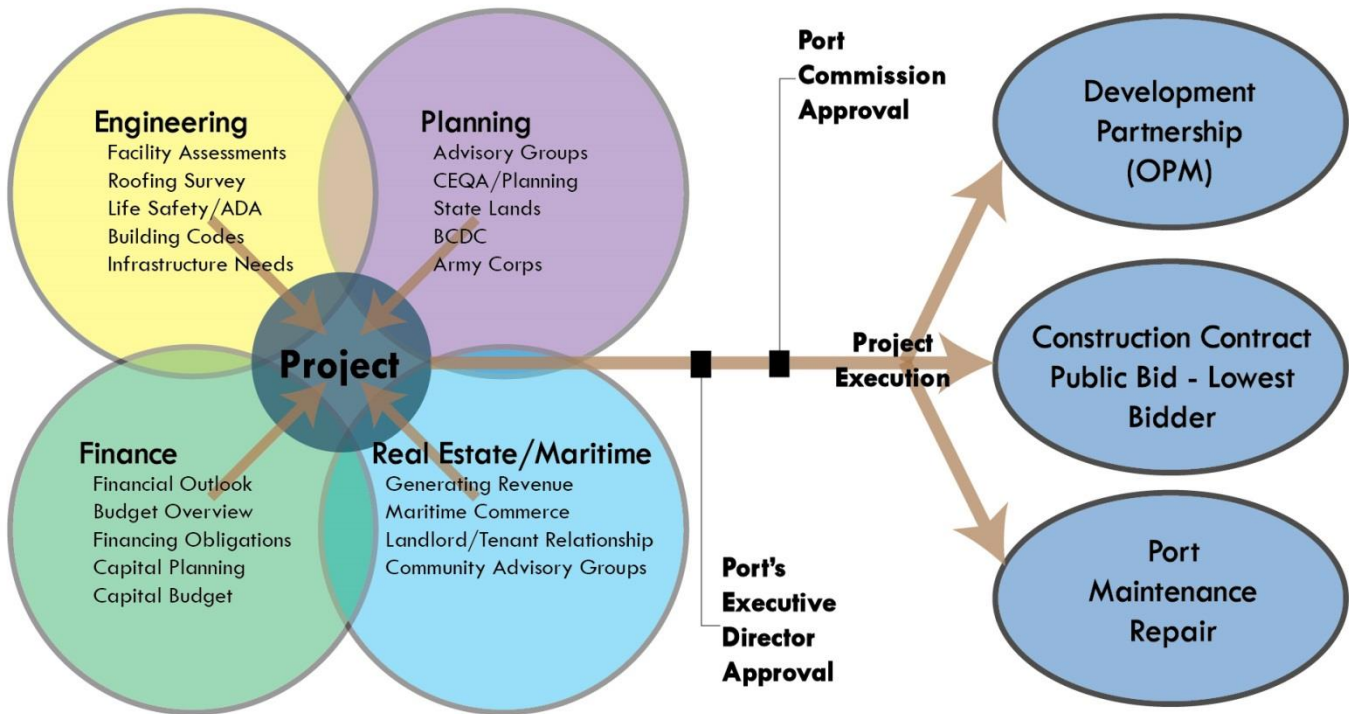 Engineering
Facility Assessments
Roofing Survey
Life Safety/ADA
Building Codes
Infrastructure Needs
Planning
Advisory Groups
CEQA/Planning
State Lands
BCDC
Army Corps
Project
Finance
Financial Outlook
Budget Overview
Financing Obligations
Capital Planning
Capital Budget
Real Estate/Maritime
Generating Revenue
Maritime Commerce
Landlord/Tenant Relationship
Community Advisory Groups
Port's
Executive
Director
Approval
Port
Commission
Approval
Project
Execution
Development
Partnership
(OPM)
Construction Contract
Public Bid - Lowest
Bidder
Port
Maintenance
Repair